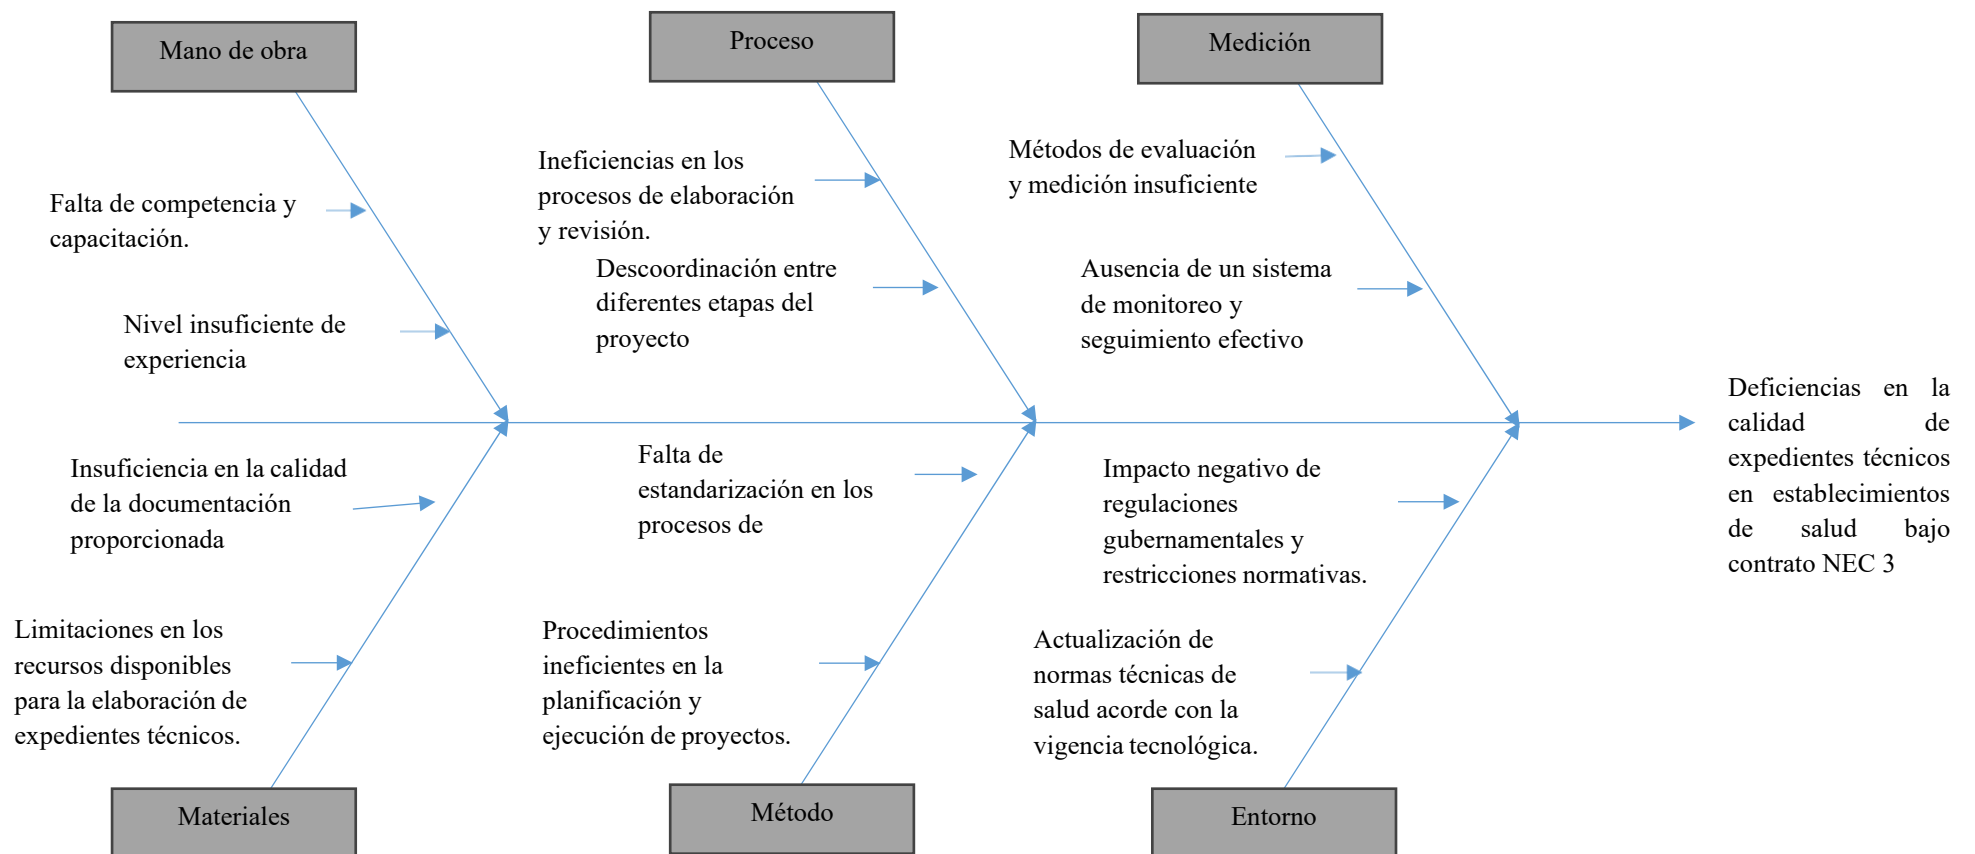 Mano de obra
Proceso
Medición
Falta de competencia y
capacitación.
Nivel insuficiente de
experiencia
Ineficiencias en los
procesos de elaboración
y revisión.
Descoordinación entre
diferentes etapas del
proyecto
Métodos de evaluación
y medición insuficiente
Ausencia de un sistema
de monitoreo y
seguimiento efectivo
Deficiencias en la
calidad de
expedientes técnicos
en establecimientos
de salud bajo
contrato NEC 3
Insuficiencia en la calidad
de la documentación
proporcionada
Limitaciones en los
recursos disponibles
para la elaboración de
expedientes técnicos.
Falta de
estandarización en los
procesos de
Procedimientos
ineficientes en la
planificación y
ejecución de proyectos.
Impacto negativo de
regulaciones
gubernamentales y
restricciones normativas.
Actualización de
normas técnicas de
salud acorde con la
vigencia tecnológica.
Materiales
Método
Entorno